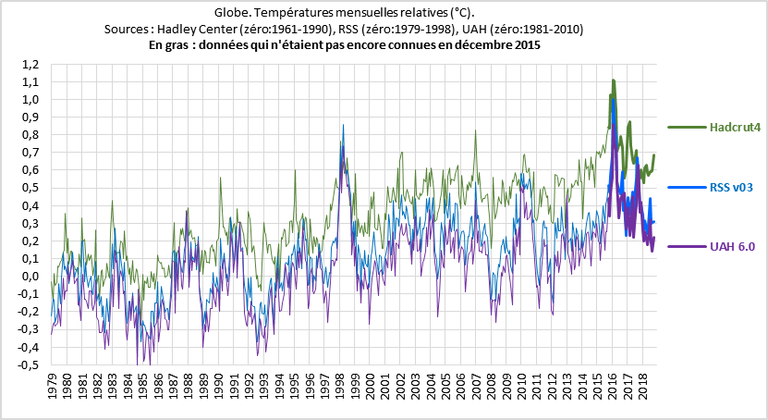 Globe. Températures mensuelles relatives (°C).
Sources : Hadley Center (zéro:1961-1990), RSS (zéro:1979-1998), UAH (zéro:1981-2010)
En gras : données qui n'étaient pas encore connues en décembre 2015
1,2
1,1
1,0
0,9
0,8
0,7
0,6
0,5
0,4
0,3
0,2
0,1
0,0
-0,1
-0,2
-0,3
-0,4
-0,5
Hadcrut4
RSS v03
UAH 6.0
1979 1980 1981 1982 1983 1984 1985 1986 1987 1988 1989 1990 1991 1992 1993 1994 1995 1996 1997 1998 1999 2000 2001 2002 2003 2004 2005 2006 2007 2008 2009 2010 2011 2012 2013 2014 2015 2016 2017 2018